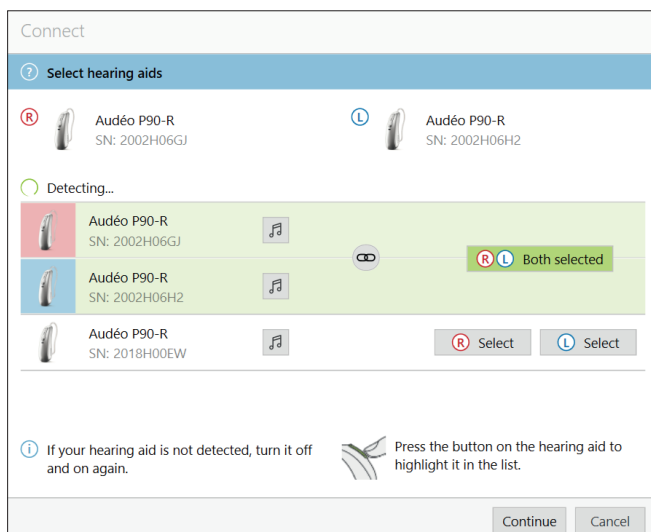 Connect
? Select hearing aids
R Audéo P90-R L Audéo P90-R
SN: 2002H06GJ SN: 2002H06H2
Detecting...
Audéo P90-R
SN: 2002H06GJ
R L Both selected
Audéo P90-R
SN: 2002H06H2
Audéo P90-R
SN: 2018H00EW
R Select L Select
i If your hearing aid is not detected, turn it off
and on again.
Press the button on the hearing aid to
highlight it in the list.
Continue Cancel